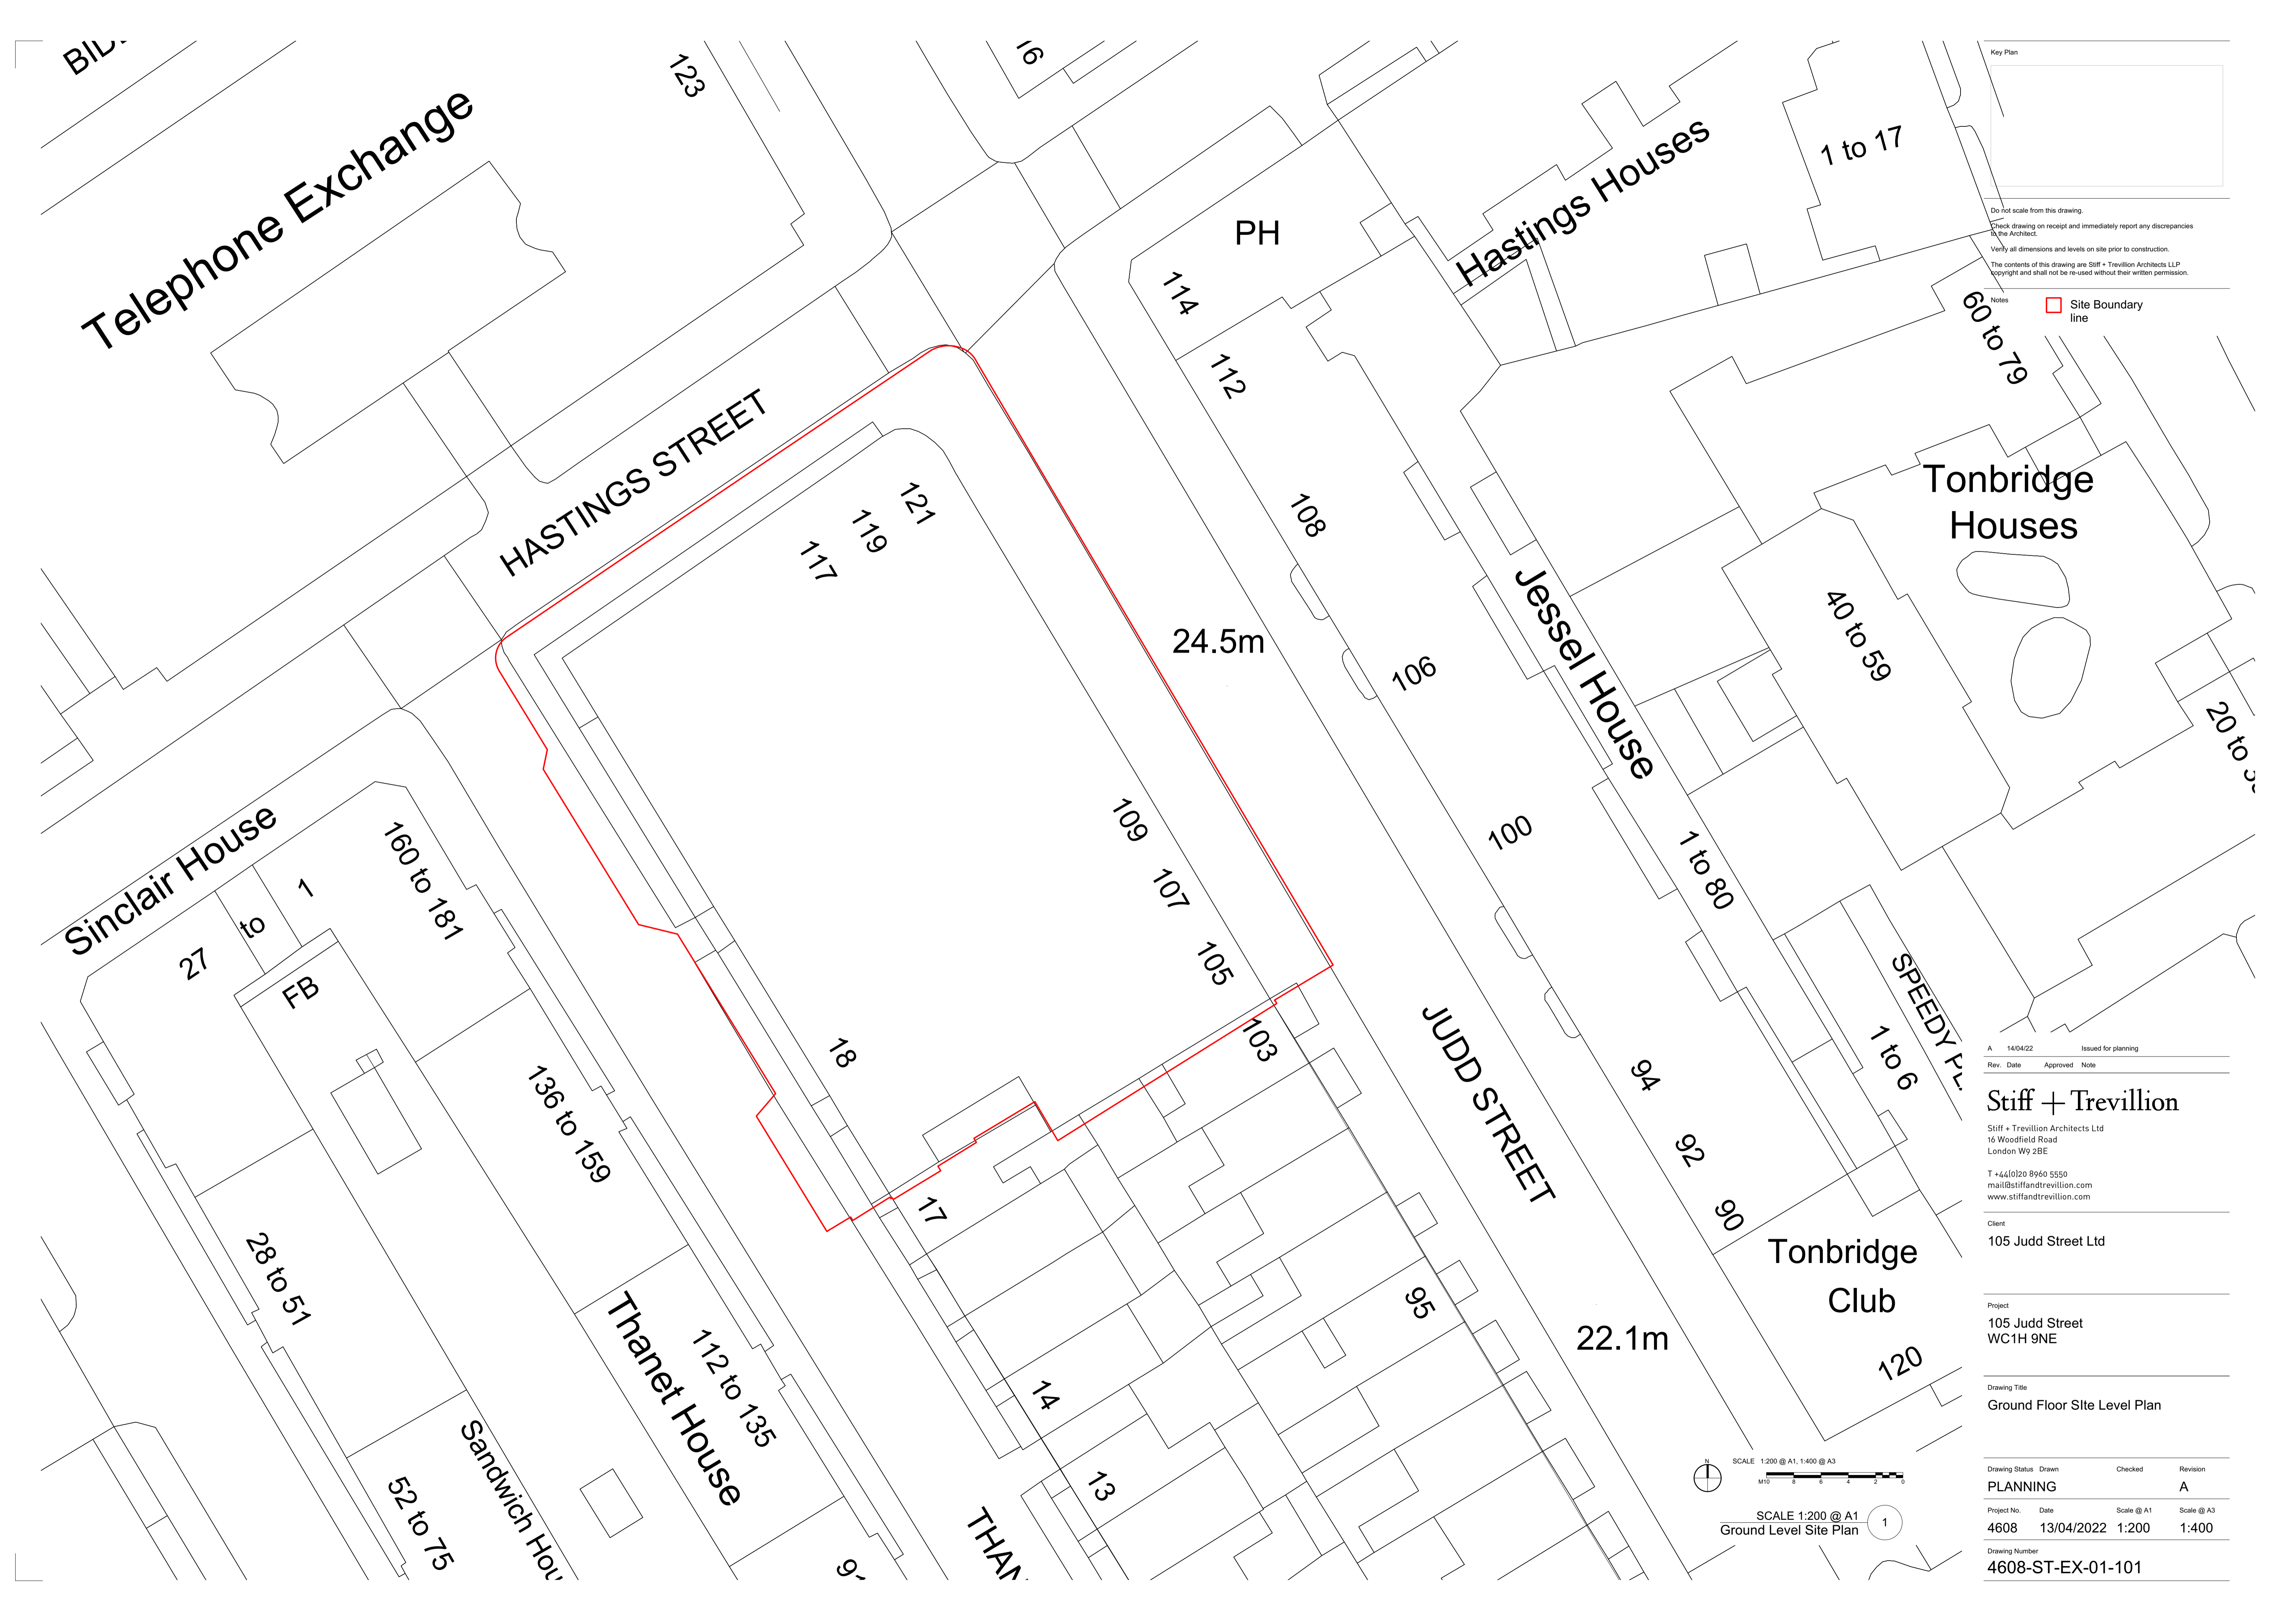 123
16
Telephone Exchange
PH
114
112
Hastings Houses
1 to 17
60 to 79
HASTINGS STREET
121
119
117
108
106
100
24.5m
Jessel House
1 to 80
40 to 59
Tonbridge
Houses
20 to
109
107
105
103
18
17
14
13
Sinclair House
27
to
1
FB
160 to 181
136 to 159
112 to 135
Thanet House
28 to 51
52 to 75
Sandwich Hou
THAN
JUDD STREET
95
94
92
90
22.1m
SPEEDY PL
1 to 6
Tonbridge
Club
120
N
SCALE 1:200 @ A1, 1:400 @ A3
M10 8 6 4 2 0
SCALE 1:200 @ A1
Ground Level Site Plan
1
Key Plan
Do not scale from this drawing.
Check drawing on receipt and immediately report any discrepancies
to the Architect.
Verify all dimensions and levels on site prior to construction.
The contents of this drawing are Stiff + Trevillion Architects LLP
copyright and shall not be re-used without their written permission.
Notes
Site Boundary
line
A 14/04/22 Issued for planning
Rev. Date Approved Note
Stiff + Trevillion
Stiff + Trevillion Architects Ltd
16 Woodfield Road
London W9 2BE
T +44(0)20 8960 5550
mail@stiffandtrevillion.com
www.stiffandtrevillion.com
Client
105 Judd Street Ltd
Project
105 Judd Street
WC1H 9NE
Drawing Title
Ground Floor SIte Level Plan
Drawing Status Drawn Checked Revision
PLANNING A
Project No. Date Scale @ A1 Scale @ A3
4608 13/04/2022 1:200 1:400
Drawing Number
4608-ST-EX-01-101